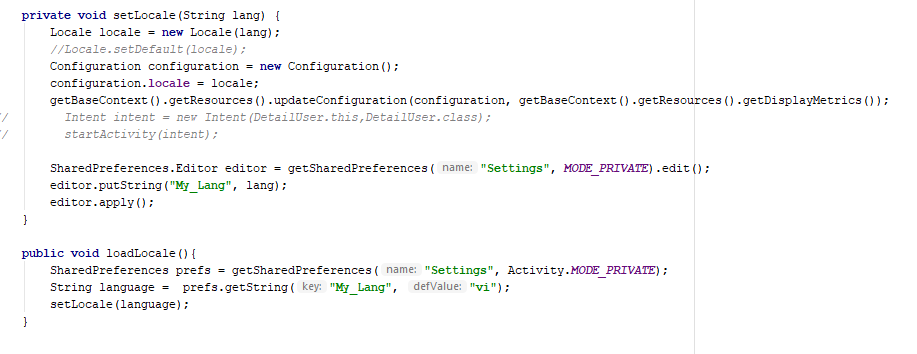 private void setLocale(String lang) {
    Locale locale = new Locale(lang);
    //Locale.setDefault(locale);
    Configuration configuration = new Configuration();
    configuration.locale = locale;
    getBaseContext().getResources().updateConfiguration(configuration, getBaseContext().getResources().getDisplayMetrics());
//        Intent intent = new Intent(DetailUser.this,DetailUser.class);
//        startActivity(intent);
    SharedPreferences.Editor editor = getSharedPreferences( name: "Settings", MODE_PRIVATE).edit();
    editor.putString("My_Lang", lang);
    editor.apply();
}
public void loadLocale(){
    SharedPreferences prefs = getSharedPreferences( name: "Settings", Activity.MODE_PRIVATE);
    String language =  prefs.getString( key: "My_Lang", defValue: "vi");
    setLocale(language);
}